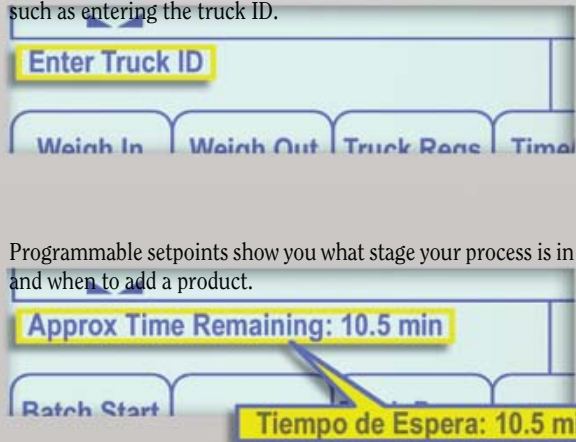 such as entering the truck ID.
Enter Truck ID
Weigh In Weigh Out Truck Regs
Programmable setpoints show you what stage your process is in
and when to add a product.
Approx Time Remaining: 10.5 min
Batch Start
Tiempo de Espera: 10.5 m